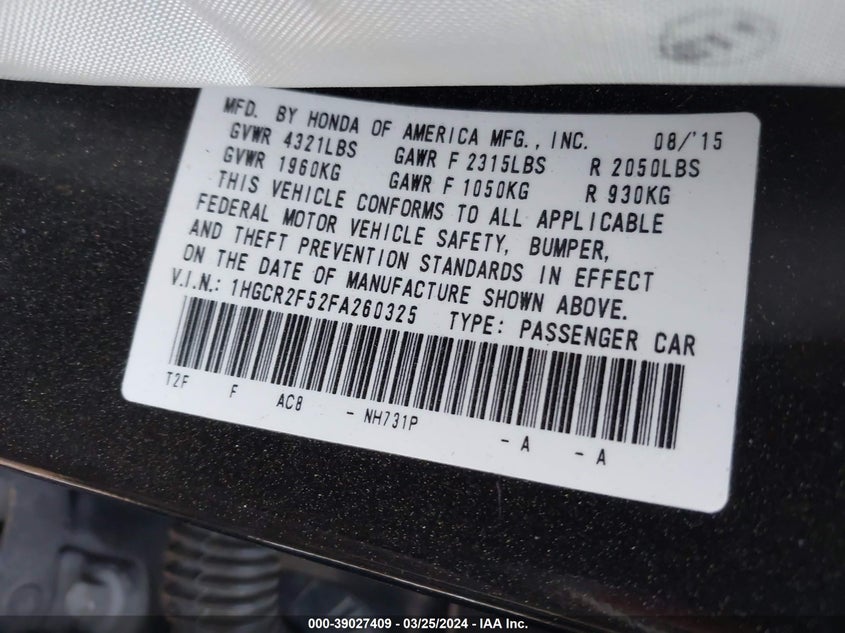 MFD. BY HONDA OF AMERICA MFG., INC. 08/'15
GVWR 4321LBS GAWR F 2315LBS R 2050LBS
GVWR 1960KG GAWR F 1050KG R 930KG
THIS VEHICLE CONFORMS TO ALL APPLICABLE
FEDERAL MOTOR VEHICLE SAFETY, BUMPER,
AND THEFT PREVENTION STANDARDS IN EFFECT
ON THE DATE OF MANUFACTURE SHOWN ABOVE.
V.I.N.: 1HGCR2F52FA260325 TYPE: PASSENGER CAR
T2F F AC8 - NH731P - A - A
000-39027409 - 03/25/2024 - IAA Inc.